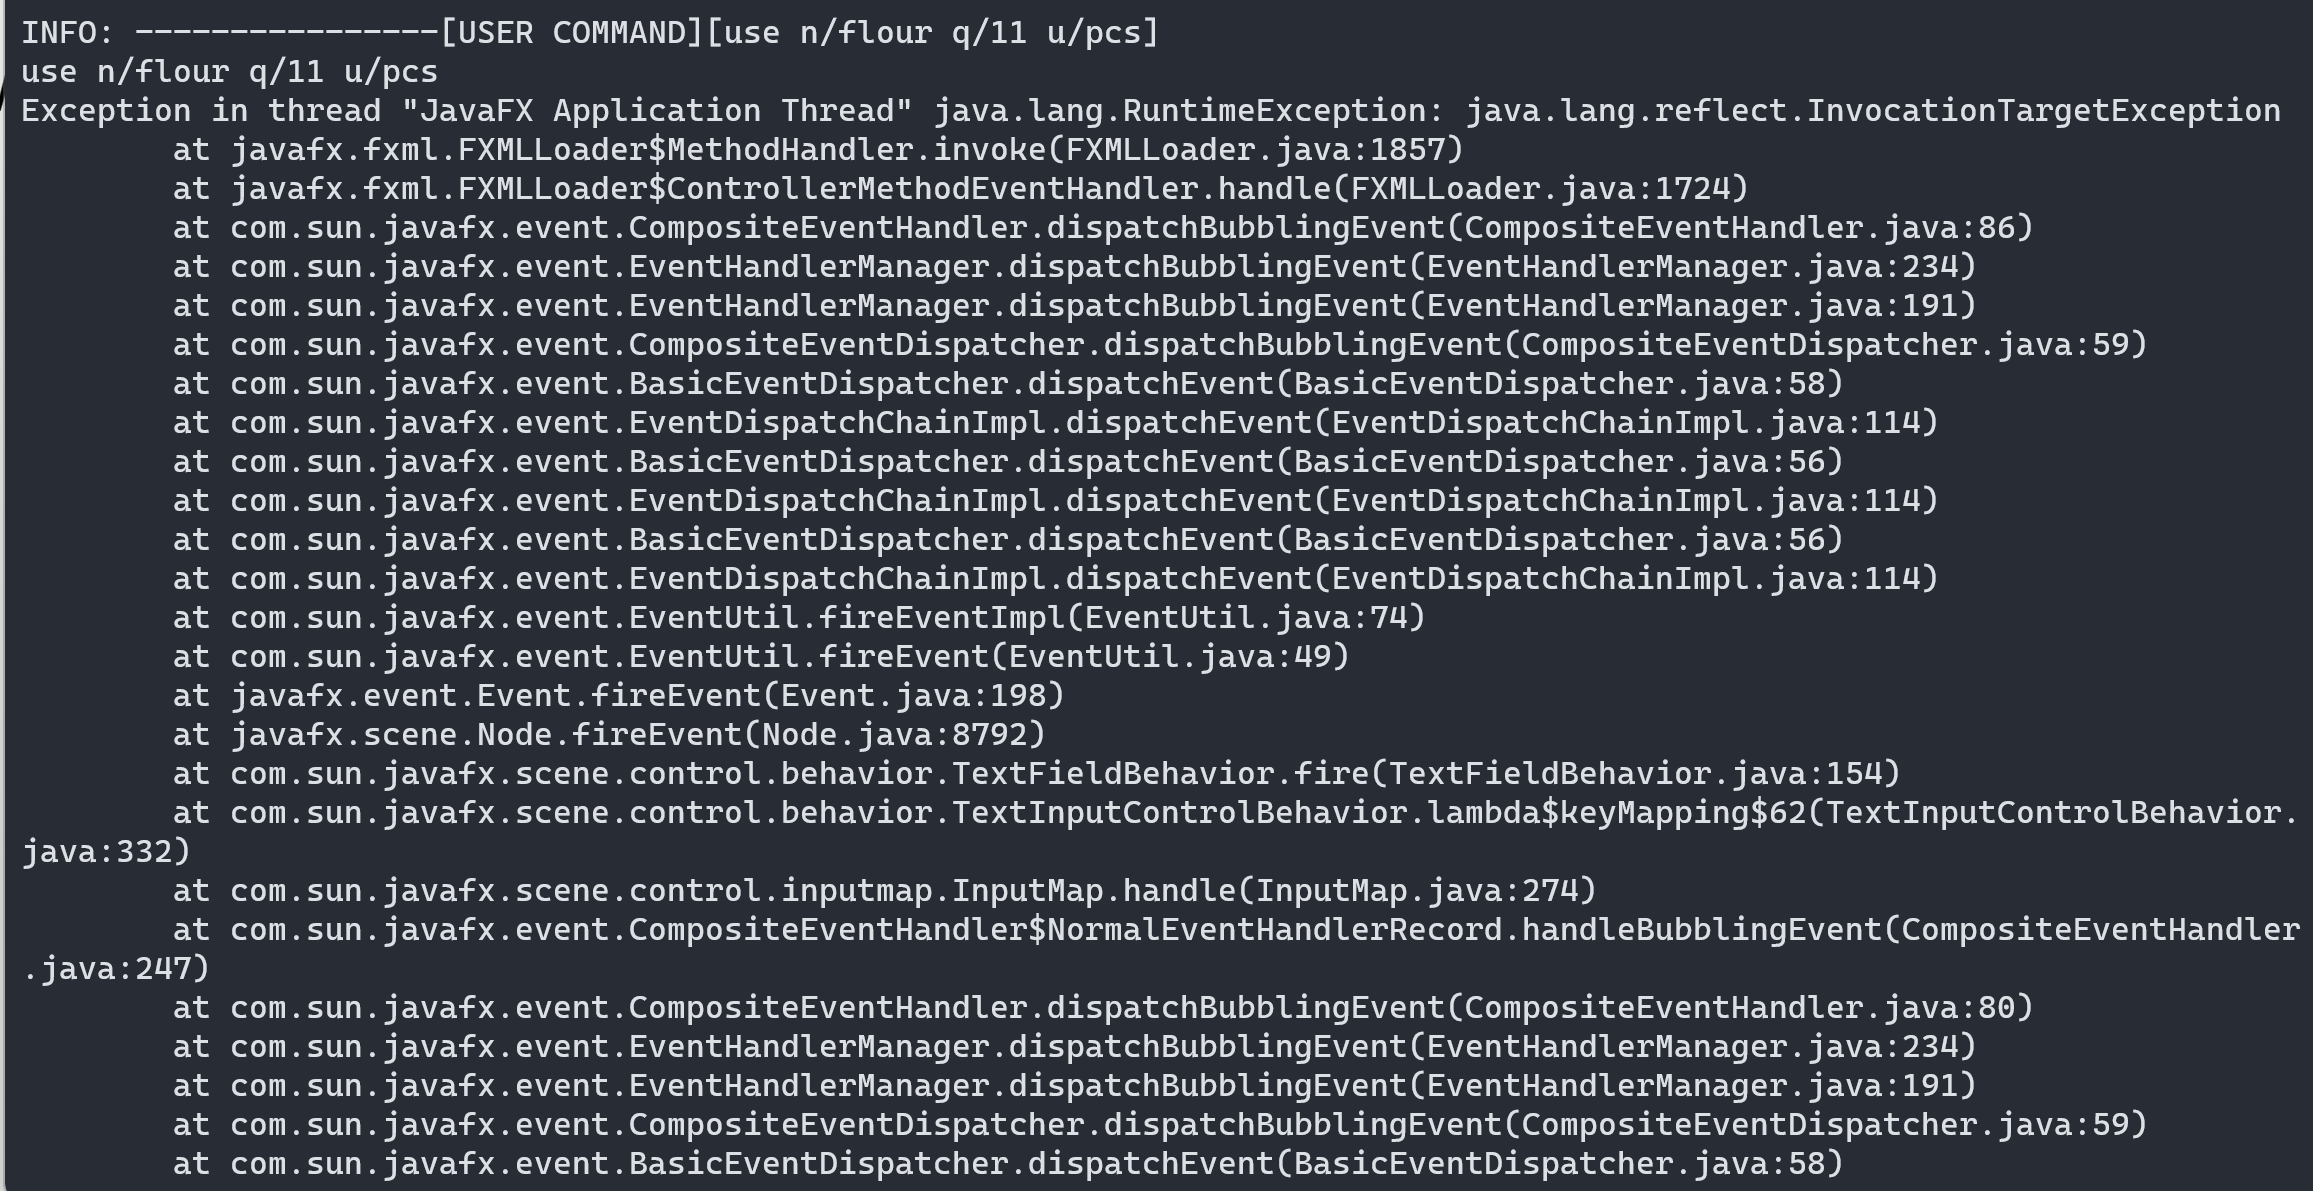 INFO: ----------------[USER COMMAND][use n/flour q/11 u/pcs]
use n/flour q/11 u/pcs
Exception in thread "JavaFX Application Thread" java.lang.RuntimeException: java.lang.reflect.InvocationTargetException
        at javafx.fxml.FXMLLoader$MethodHandler.invoke(FXMLLoader.java:1857)
        at javafx.fxml.FXMLLoader$ControllerMethodEventHandler.handle(FXMLLoader.java:1724)
        at com.sun.javafx.event.CompositeEventHandler.dispatchBubblingEvent(CompositeEventHandler.java:86)
        at com.sun.javafx.event.EventHandlerManager.dispatchBubblingEvent(EventHandlerManager.java:234)
        at com.sun.javafx.event.EventHandlerManager.dispatchBubblingEvent(EventHandlerManager.java:191)
        at com.sun.javafx.event.CompositeEventDispatcher.dispatchBubblingEvent(CompositeEventDispatcher.java:59)
        at com.sun.javafx.event.BasicEventDispatcher.dispatchEvent(BasicEventDispatcher.java:58)
        at com.sun.javafx.event.EventDispatchChainImpl.dispatchEvent(EventDispatchChainImpl.java:114)
        at com.sun.javafx.event.BasicEventDispatcher.dispatchEvent(BasicEventDispatcher.java:56)
        at com.sun.javafx.event.EventDispatchChainImpl.dispatchEvent(EventDispatchChainImpl.java:114)
        at com.sun.javafx.event.BasicEventDispatcher.dispatchEvent(BasicEventDispatcher.java:56)
        at com.sun.javafx.event.EventDispatchChainImpl.dispatchEvent(EventDispatchChainImpl.java:114)
        at com.sun.javafx.event.EventUtil.fireEventImpl(EventUtil.java:74)
        at com.sun.javafx.event.EventUtil.fireEvent(EventUtil.java:49)
        at javafx.event.Event.fireEvent(Event.java:198)
        at javafx.scene.Node.fireEvent(Node.java:8792)
        at com.sun.javafx.scene.control.behavior.TextFieldBehavior.fire(TextFieldBehavior.java:154)
        at com.sun.javafx.scene.control.behavior.TextInputControlBehavior.lambda$keyMapping$62(TextInputControlBehavior.
java:332)
        at com.sun.javafx.scene.control.inputmap.InputMap.handle(InputMap.java:274)
        at com.sun.javafx.event.CompositeEventHandler$NormalEventHandlerRecord.handleBubblingEvent(CompositeEventHandler
.java:247)
        at com.sun.javafx.event.CompositeEventHandler.dispatchBubblingEvent(CompositeEventHandler.java:80)
        at com.sun.javafx.event.EventHandlerManager.dispatchBubblingEvent(EventHandlerManager.java:234)
        at com.sun.javafx.event.EventHandlerManager.dispatchBubblingEvent(EventHandlerManager.java:191)
        at com.sun.javafx.event.CompositeEventDispatcher.dispatchBubblingEvent(CompositeEventDispatcher.java:59)
        at com.sun.javafx.event.BasicEventDispatcher.dispatchEvent(BasicEventDispatcher.java:58)